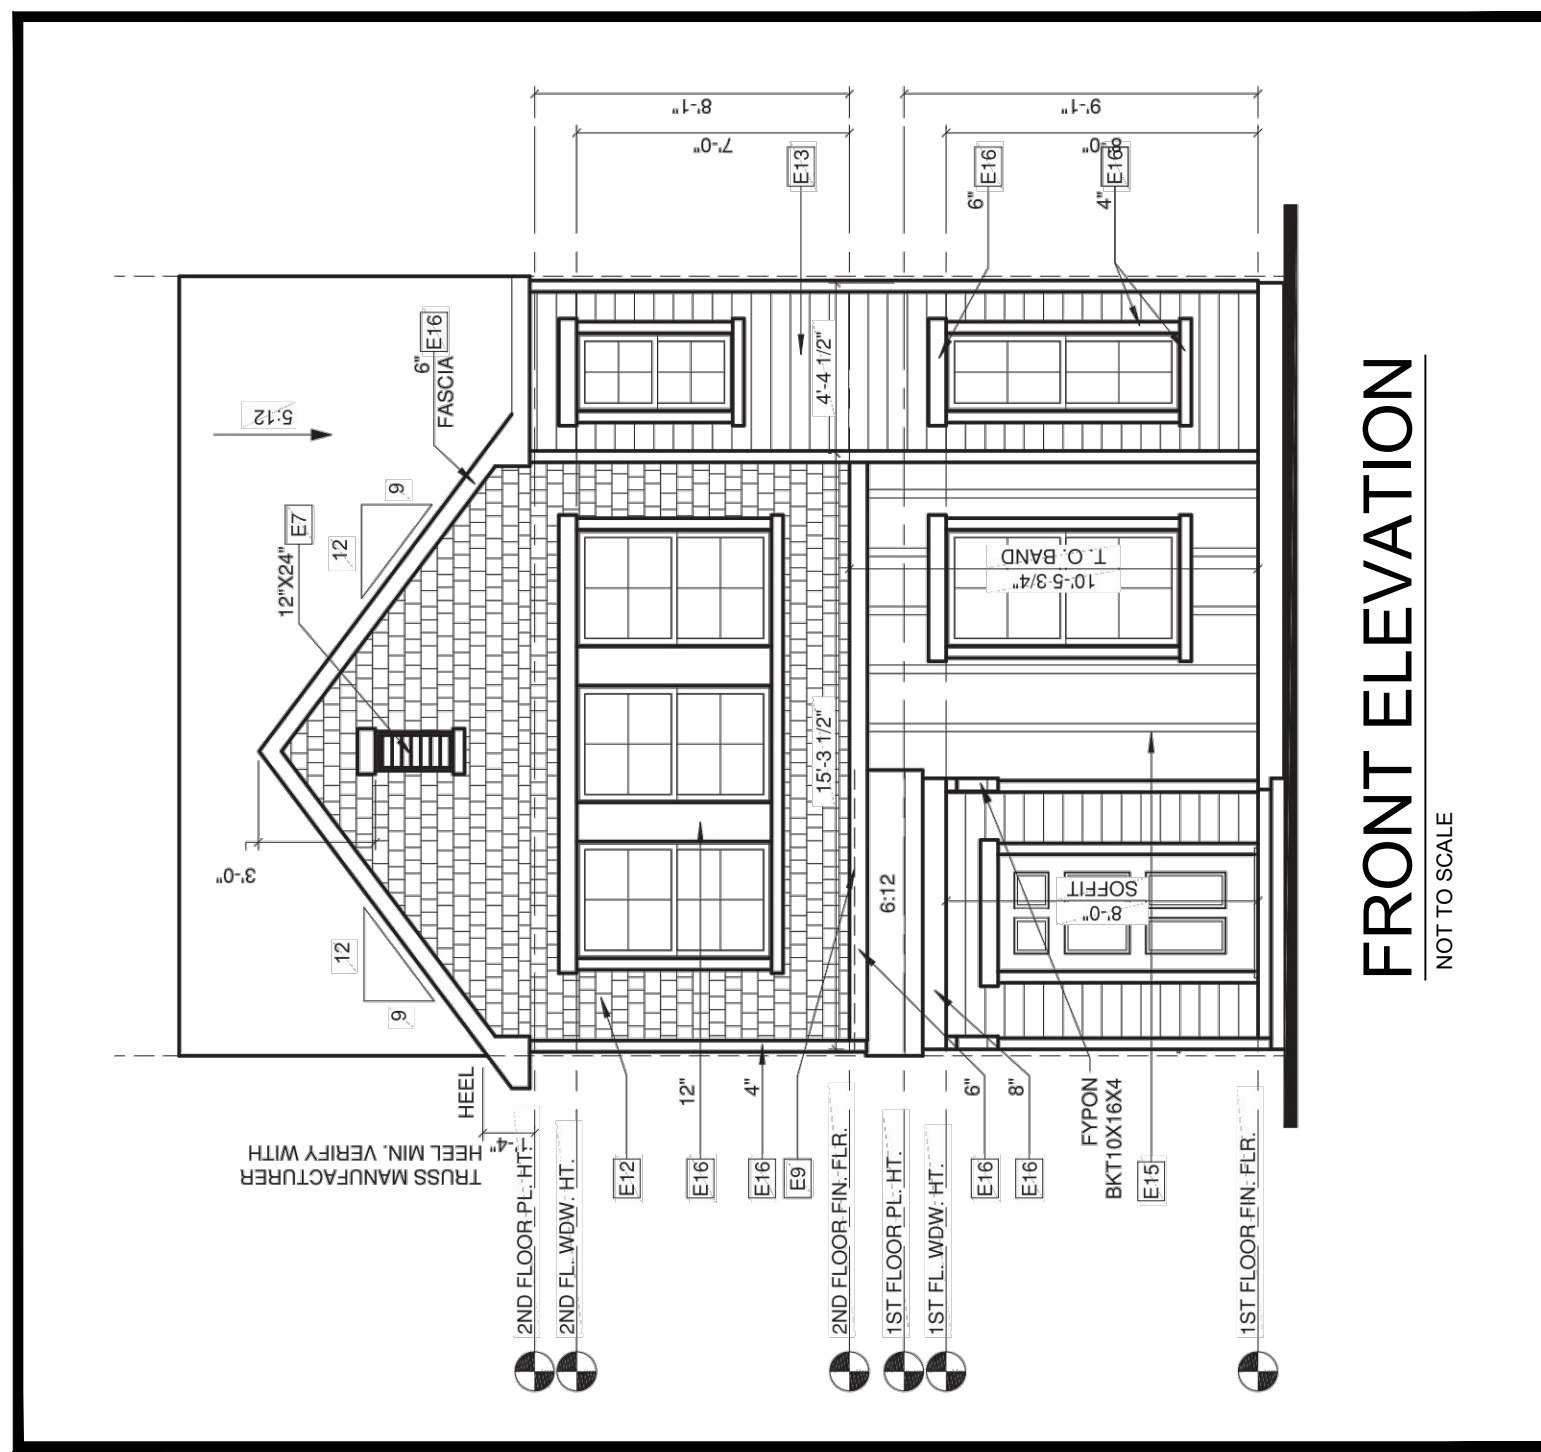 5:12
6" E16
FASCIA
12"X24" E7
12
9
12
9
3'-0"
HEEL
1'-4"
HEEL MIN. VERIFY WITH
TRUSS MANUFACTURER
8'-1"
7'-0"
9'-1"
8'-0"
E13
6" E16
4" E16
4'-4 1/2"
15'-3 1/2"
T. O. BAND
10'-5 3/4"
6:12
SOFFIT
8'-0"
E12
12" E16
4" E16
E9
6" E16
8" E16
FYPON
BKT10X16X4
E15
2ND FLOOR PL. HT.
2ND FL. WDW. HT.
2ND FLOOR FIN. FLR.
1ST FLOOR PL. HT.
1ST FL. WDW. HT.
1ST FLOOR FIN. FLR.
FRONT ELEVATION
NOT TO SCALE